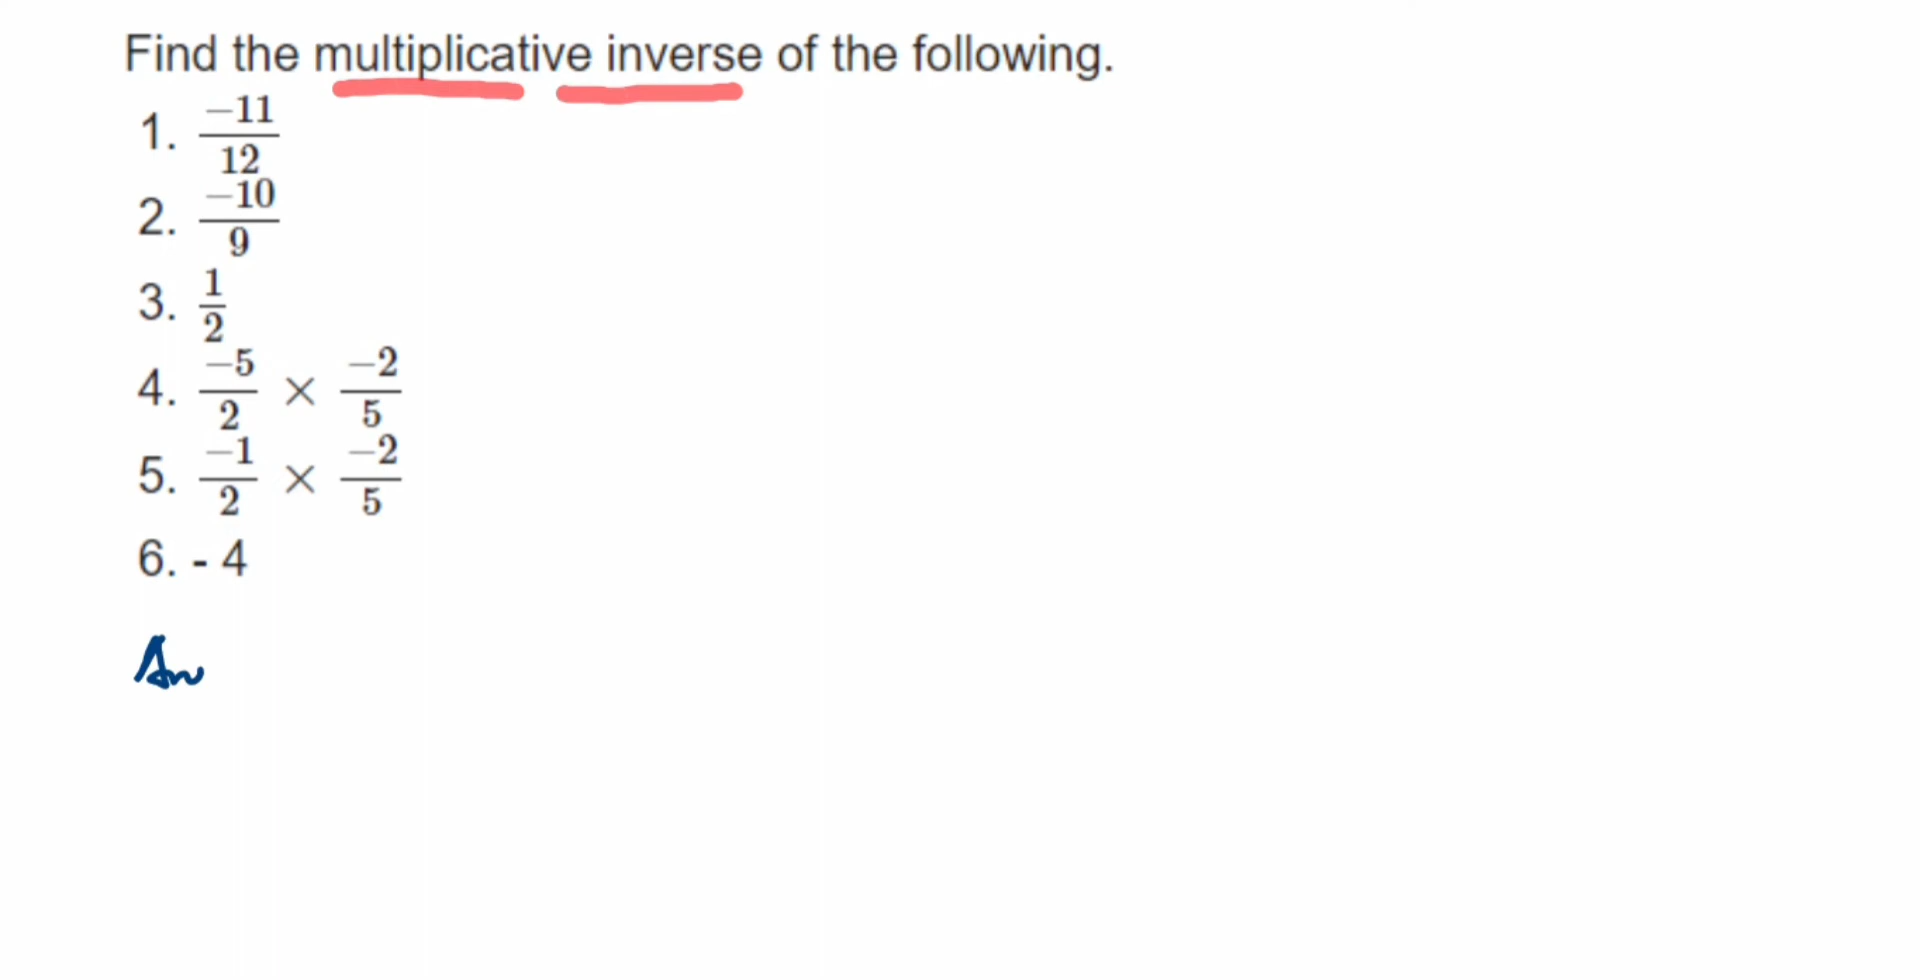 Find the multiplicative inverse of the following.
1. −11/12
2. −10/9
3. 1/2
4. −5/2 × −2/5
5. −1/2 × −2/5
6. - 4
An